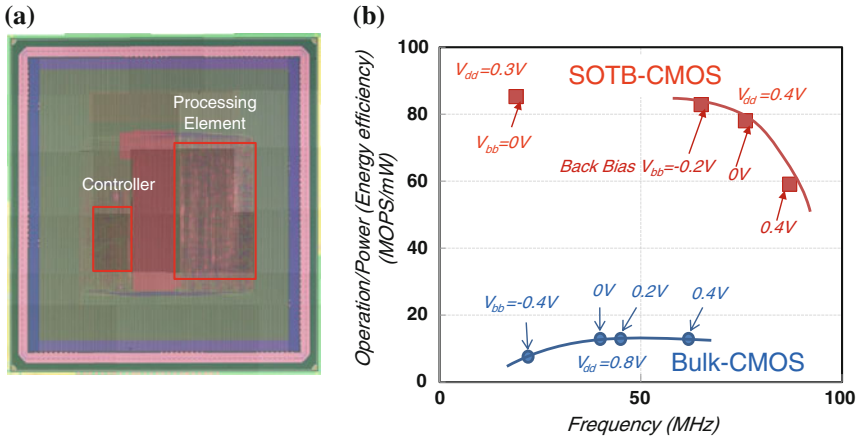 (a)
Processing
Element
Controller
(b)
Operation/Power (Energy efficiency)
(MOPS/mW)
100
80
60
40
20
0
0
50
100
Frequency (MHz)
SOTB-CMOS
Vdd=0.3V
Vbb=0V
Vdd=0.4V
Back Bias Vbb=-0.2V
0V
0.4V
Vbb=-0.4V
0V
0.2V
0.4V
Vdd=0.8V
Bulk-CMOS